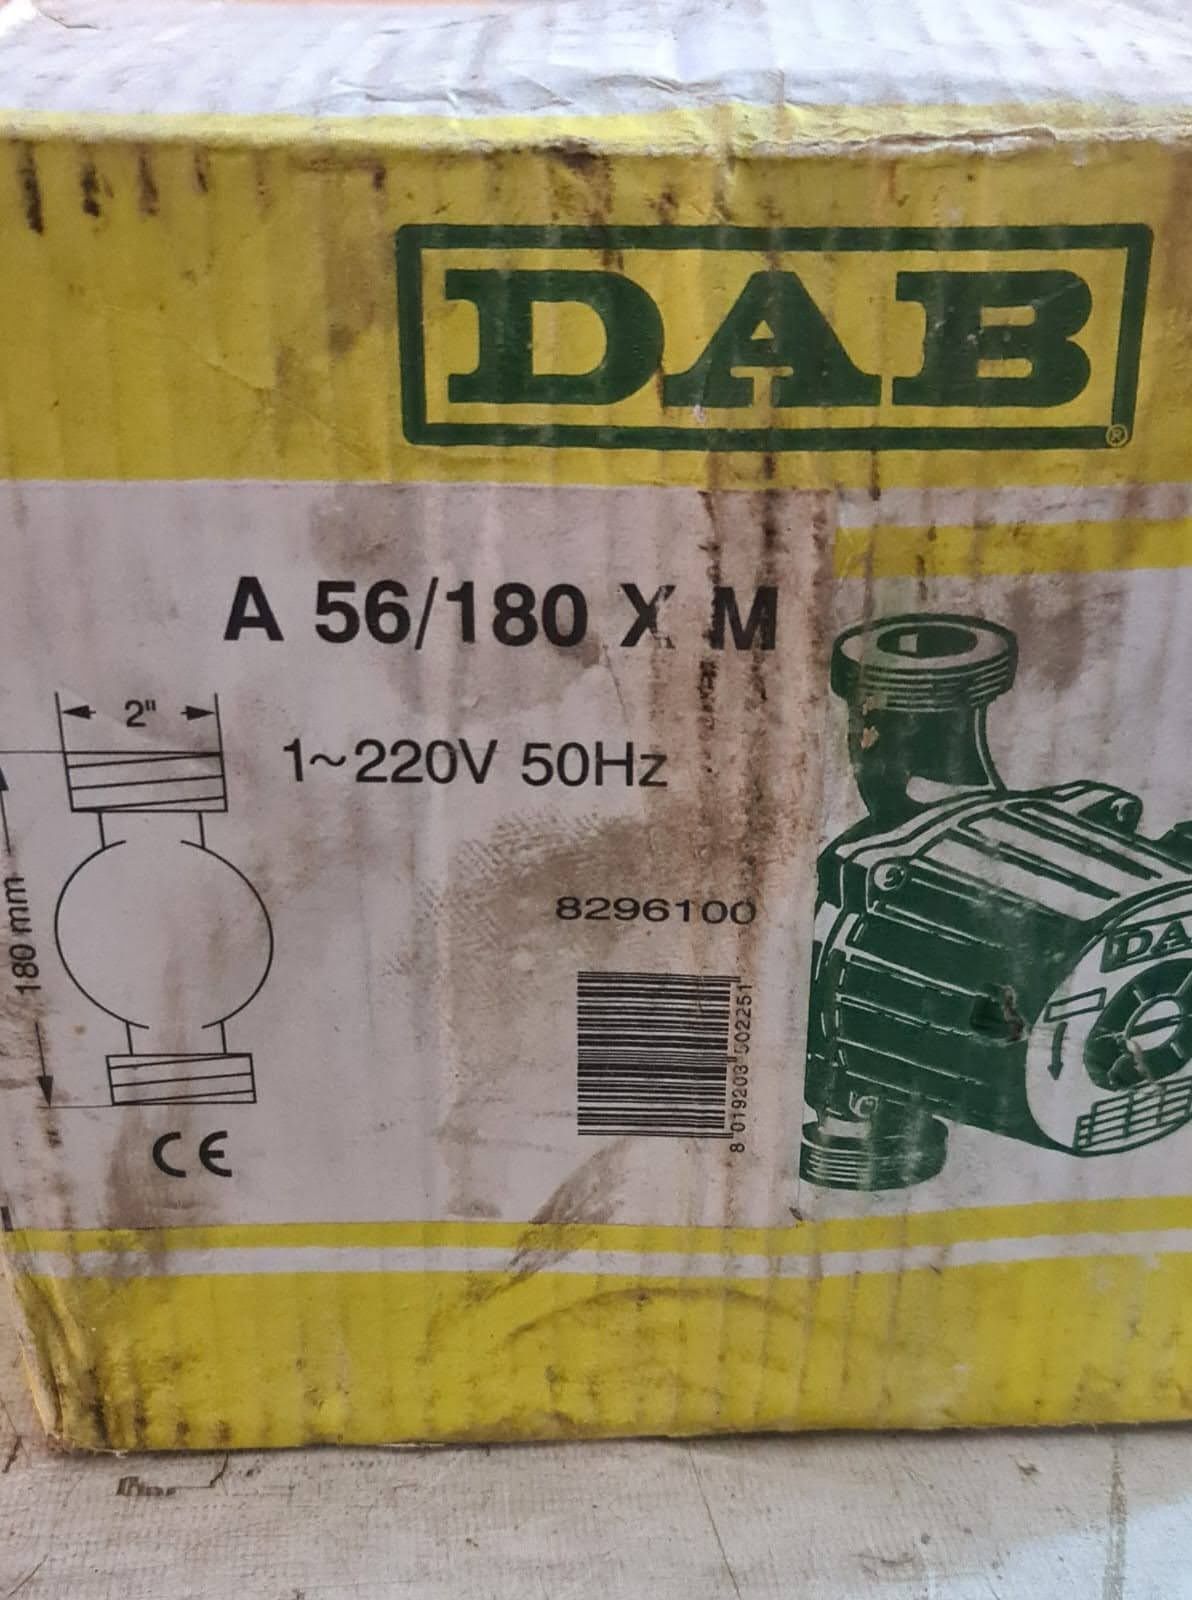 DAB
®
A 56/180 X M
2"
1~220V 50Hz
180 mm
8296100
8 019203 502251
CE